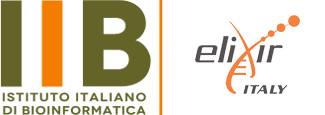 IIB
ISTITUTO ITALIANO
DI BIOINFORMATICA
elixir
ITALY